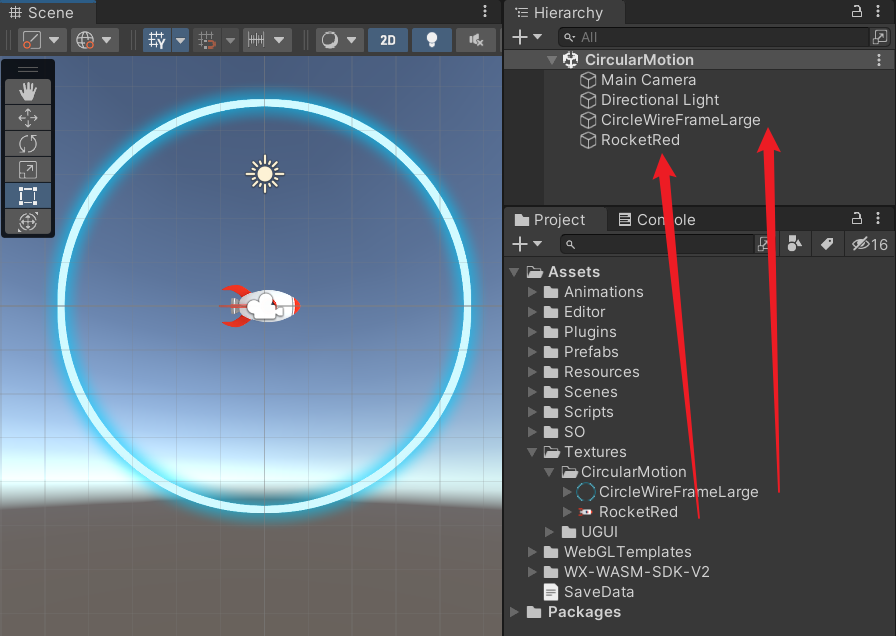 Scene
2D
Hierarchy
All
CircularMotion
Main Camera
Directional Light
CircleWireFrameLarge
RocketRed
Project
Console
16
Assets
Animations
Editor
Plugins
Prefabs
Resources
Scenes
Scripts
SO
Textures
CircularMotion
CircleWireFrameLarge
RocketRed
UGUI
WebGLTemplates
WX-WASM-SDK-V2
SaveData
Packages